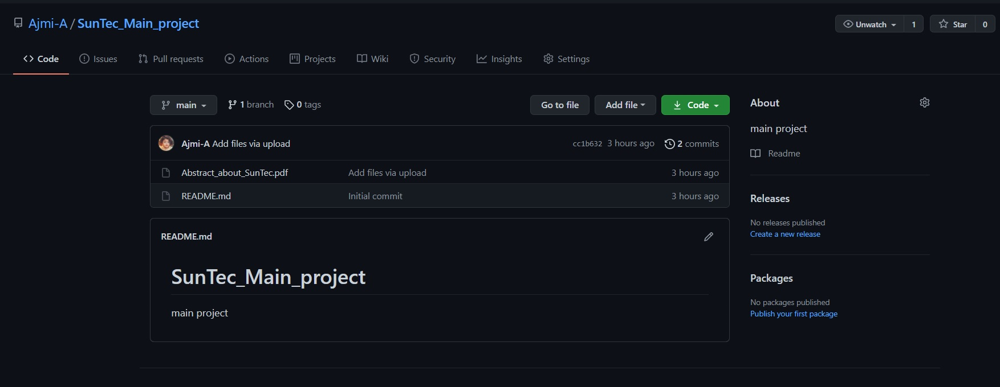 Ajmi-A / SunTec_Main_project
Unwatch 1 Star 0
Code Issues Pull requests Actions Projects Wiki Security Insights Settings
main 1 branch 0 tags Go to file Add file Code
Ajmi-A Add files via upload cc1b632 3 hours ago 2 commits
Abstract_about_SunTec.pdf Add files via upload 3 hours ago
README.md Initial commit 3 hours ago
README.md
SunTec_Main_project
main project
About
main project
Readme
Releases
No releases published
Create a new release
Packages
No packages published
Publish your first package